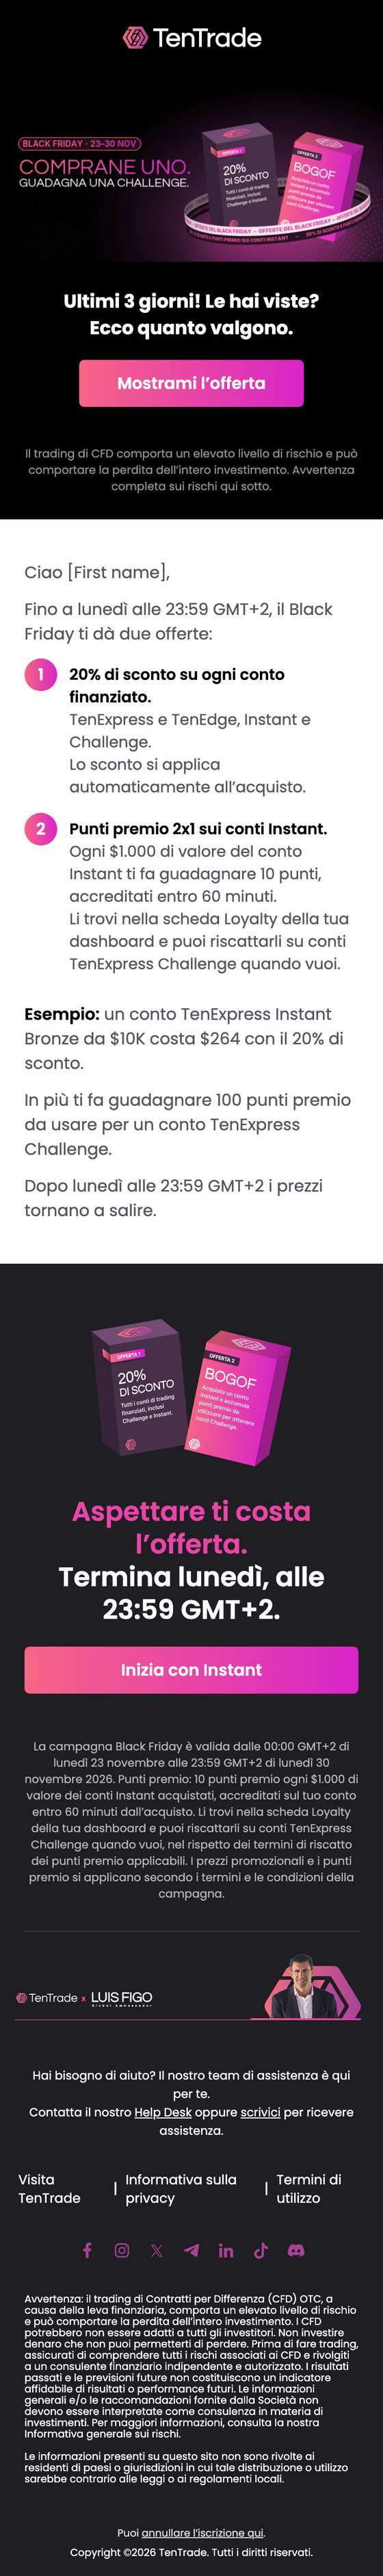 TenTrade
BLACK FRIDAY · 23-30 NOV
COMPRANE UNO.
GUADAGNA UNA CHALLENGE.
OFFERTA 1
20%
DI SCONTO
Tutti i conti di trading
finanziati, inclusi
Challenge e Instant.
OFFERTA 2
BOGOF
Acquista un conto
Instant e accumula
punti premio da
utilizzare per ottenere
conti Challenge.
Ultimi 3 giorni! Le hai viste?
Ecco quanto valgono.
Mostrami l’offerta
Il trading di CFD comporta un elevato livello di rischio e può
comportare la perdita dell’intero investimento. Avvertenza
completa sui rischi qui sotto.
Ciao [First name],
Fino a lunedì alle 23:59 GMT+2, il Black
Friday ti dà due offerte:
1
20% di sconto su ogni conto
finanziato.
TenExpress e TenEdge, Instant e
Challenge.
Lo sconto si applica
automaticamente all’acquisto.
2
Punti premio 2x1 sui conti Instant.
Ogni $1.000 di valore del conto
Instant ti fa guadagnare 10 punti,
accreditati entro 60 minuti.
Li trovi nella scheda Loyalty della tua
dashboard e puoi riscattarli su conti
TenExpress Challenge quando vuoi.
Esempio: un conto TenExpress Instant
Bronze da $10K costa $264 con il 20% di
sconto.
In più ti fa guadagnare 100 punti premio
da usare per un conto TenExpress
Challenge.
Dopo lunedì alle 23:59 GMT+2 i prezzi
tornano a salire.
OFFERTA 1
20%
DI SCONTO
Tutti i conti di trading
finanziati, inclusi
Challenge e Instant.
OFFERTA 2
BOGOF
Acquista un conto
Instant e accumula
punti premio da
utilizzare per ottenere
conti Challenge.
Aspettare ti costa
l’offerta.
Termina lunedì, alle
23:59 GMT+2.
Inizia con Instant
La campagna Black Friday è valida dalle 00:00 GMT+2 di
lunedì 23 novembre alle 23:59 GMT+2 di lunedì 30
novembre 2026. Punti premio: 10 punti premio ogni $1.000 di
valore dei conti Instant acquistati, accreditati sul tuo conto
entro 60 minuti dall’acquisto. Li trovi nella scheda Loyalty
della tua dashboard e puoi riscattarli su conti TenExpress
Challenge quando vuoi, nel rispetto dei termini di riscatto
dei punti premio applicabili. I prezzi promozionali e i punti
premio si applicano secondo i termini e le condizioni della
campagna.
TenTrade x LUIS FIGO
Global Ambassador
Hai bisogno di aiuto? Il nostro team di assistenza è qui
per te.
Contatta il nostro Help Desk oppure scrivici per ricevere
assistenza.
Visita
TenTrade
| Informativa sulla
privacy
| Termini di
utilizzo
Avvertenza: il trading di Contratti per Differenza (CFD) OTC, a
causa della leva finanziaria, comporta un elevato livello di rischio
e può comportare la perdita dell’intero investimento. I CFD
potrebbero non essere adatti a tutti gli investitori. Non investire
denaro che non puoi permetterti di perdere. Prima di fare trading,
assicurati di comprendere tutti i rischi associati ai CFD e rivolgiti
a un consulente finanziario indipendente e autorizzato. I risultati
passati e le previsioni future non costituiscono un indicatore
affidabile di risultati o performance futuri. Le informazioni
generali e/o le raccomandazioni fornite dalla Società non
devono essere interpretate come consulenza in materia di
investimenti. Per maggiori informazioni, consulta la nostra
Informativa generale sui rischi.
Le informazioni presenti su questo sito non sono rivolte ai
residenti di paesi o giurisdizioni in cui tale distribuzione o utilizzo
sarebbe contrario alle leggi o ai regolamenti locali.
Puoi annullare l’iscrizione qui.
Copyright ©2026 TenTrade. Tutti i diritti riservati.